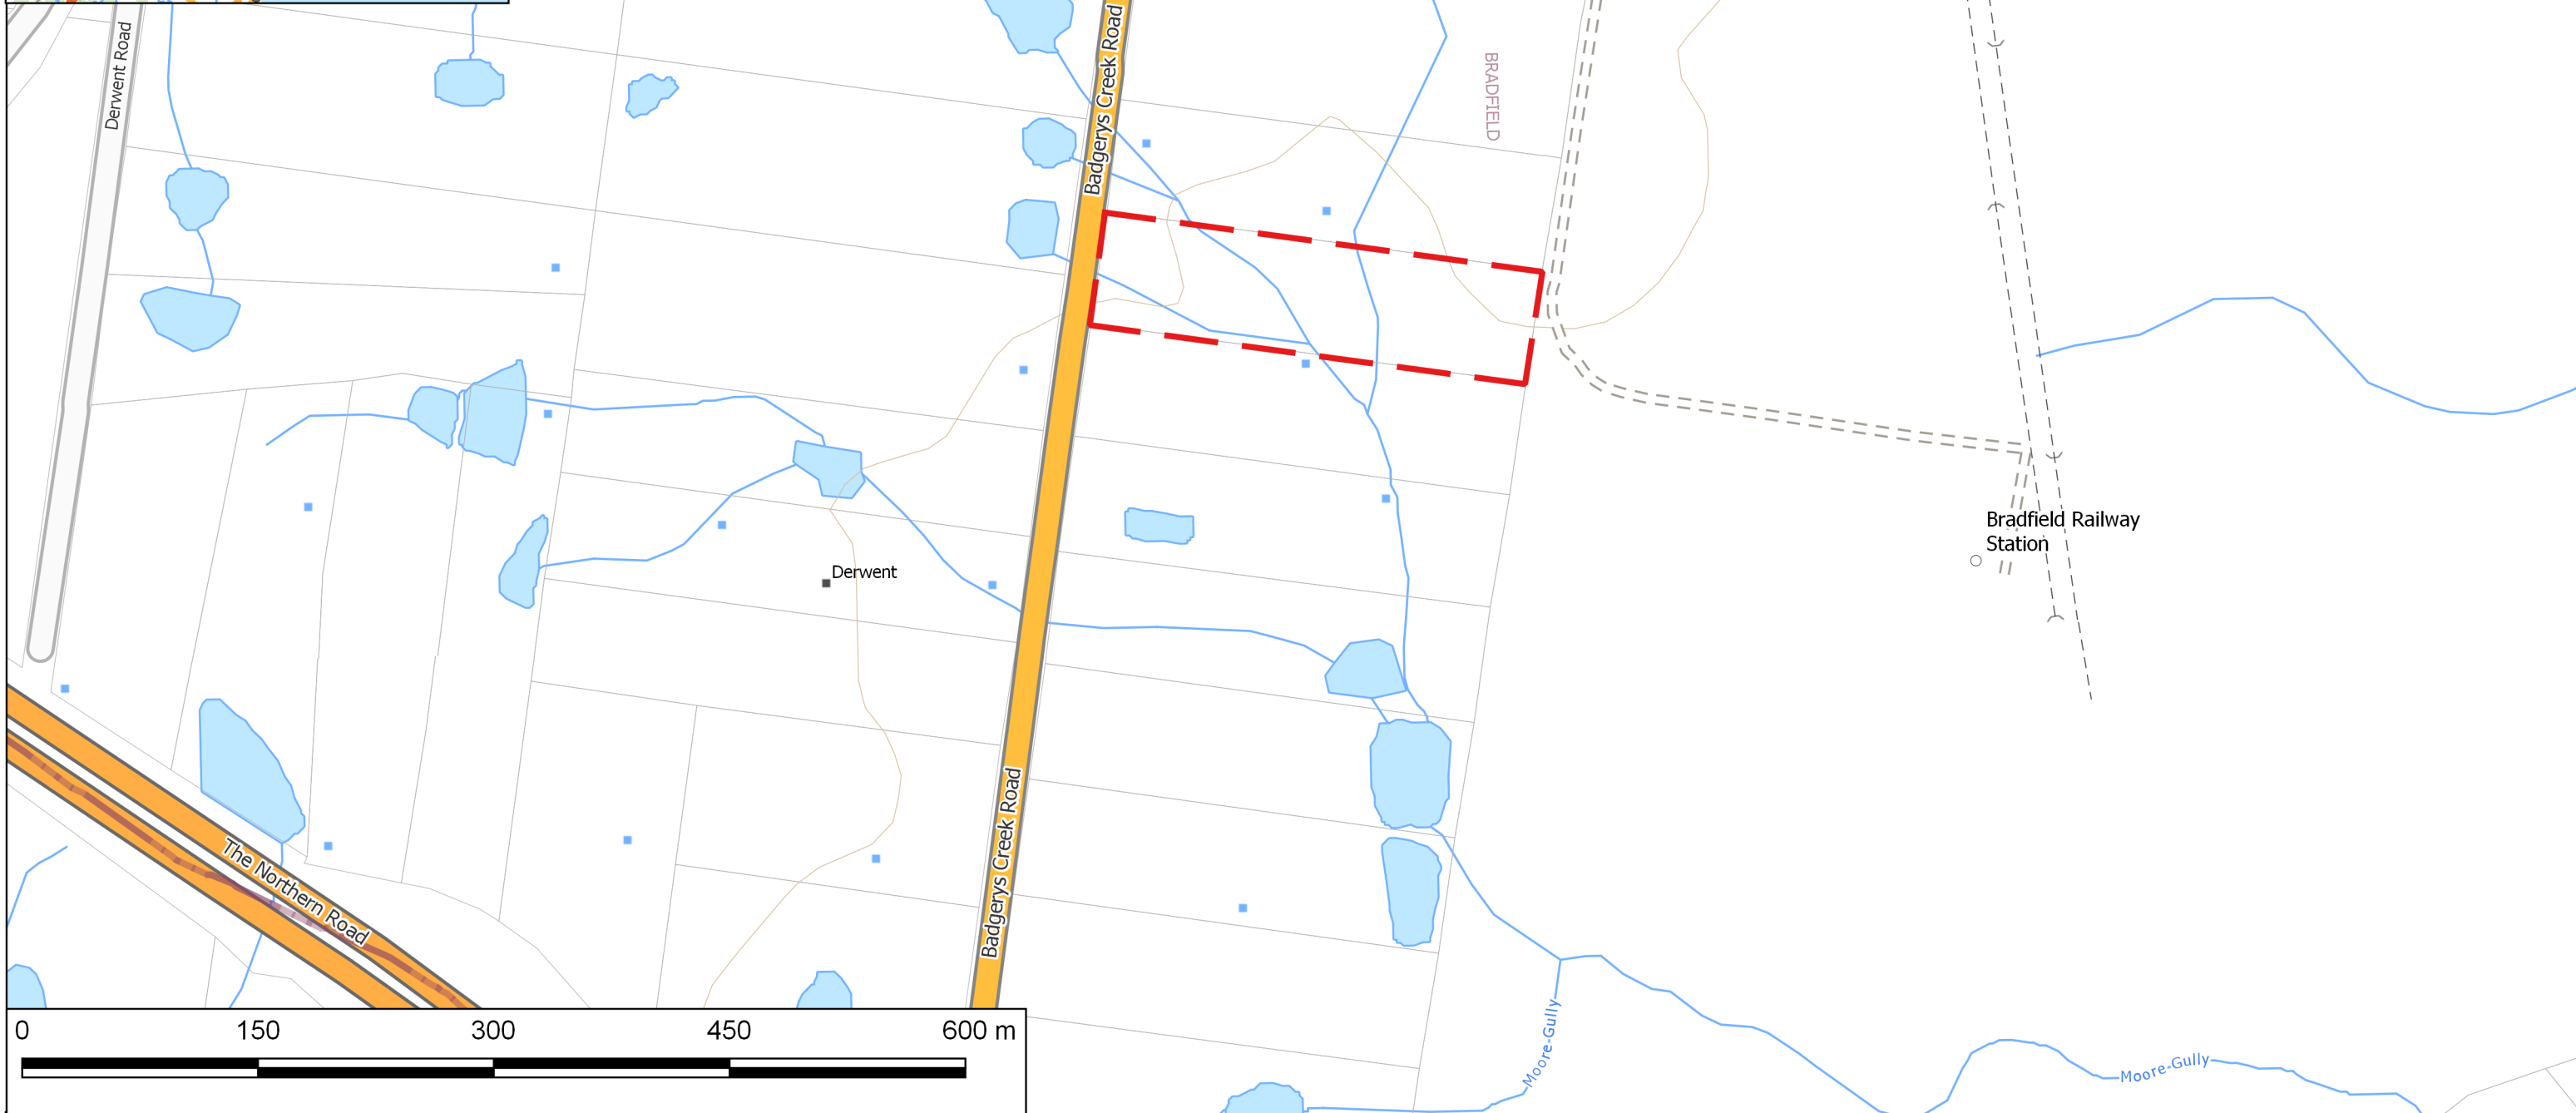 Derwent Road
Badgerys Creek Road
BRADFIELD
Bradfield Railway
Station
Derwent
Badgerys Creek Road
The Northern Road
Moore-Gully
Moore-Gully
0 150 300 450 600 m